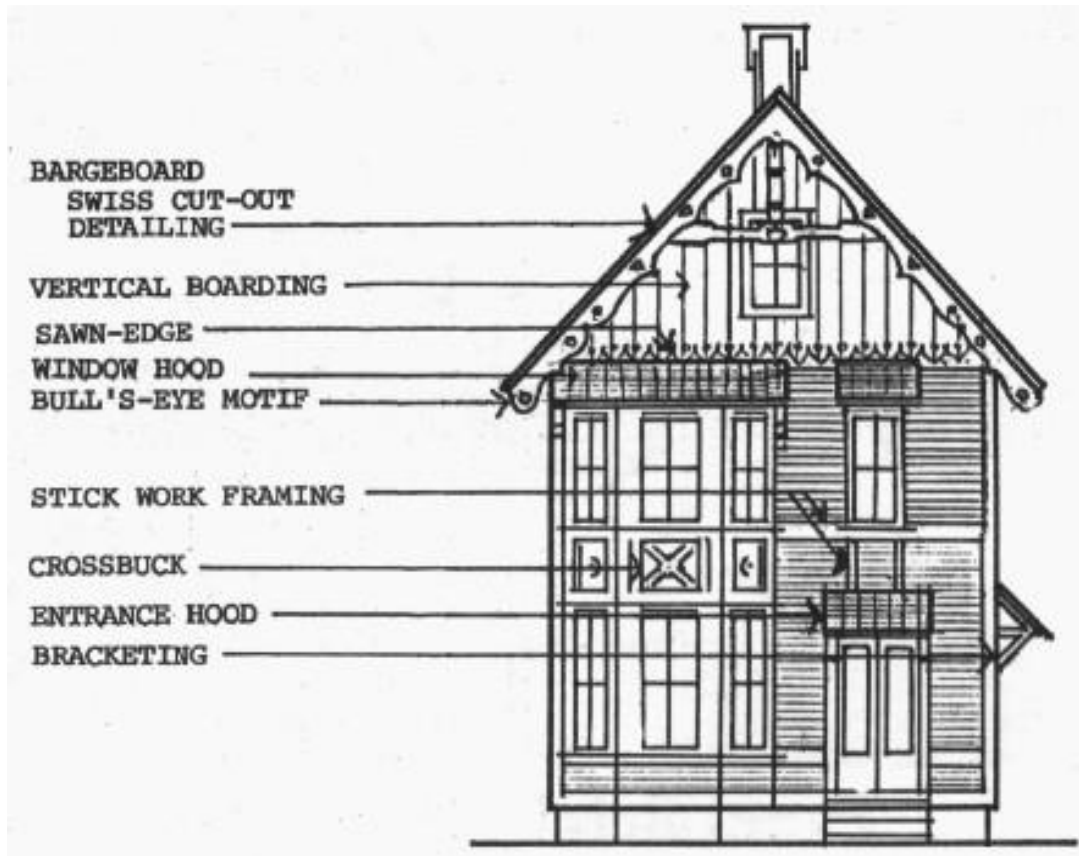 BARGEBOARD
SWISS CUT-OUT
DETAILING
VERTICAL BOARDING
SAWN-EDGE
WINDOW HOOD
BULL'S-EYE MOTIF
STICK WORK FRAMING
CROSSBUCK
ENTRANCE HOOD
BRACKETING